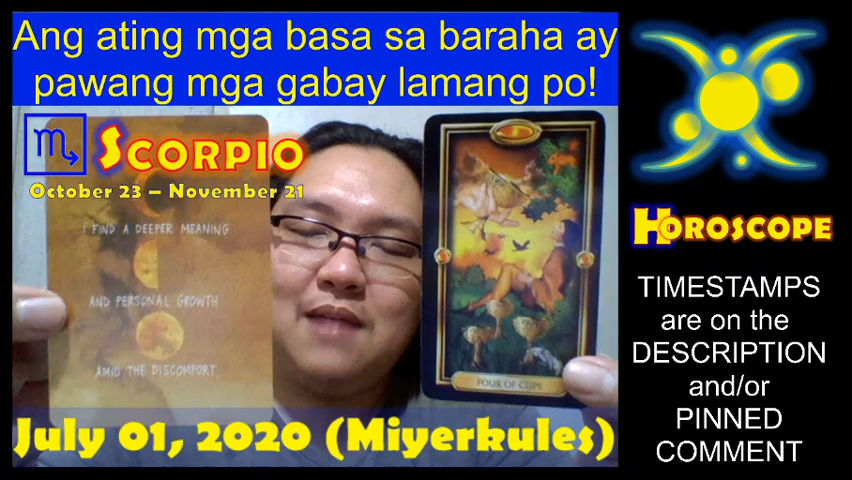 Ang ating mga basa sa baraha ay
pawang mga gabay lamang po!
SCORPIO
October 23 – November 21
I FIND A DEEPER MEANING
AND PERSONAL GROWTH
AMID THE DISCOMFORT
FOUR OF CUPS
July 01, 2020 (Miyerkules)
HOROSCOPE
TIMESTAMPS
are on the
DESCRIPTION
and/or
PINNED
COMMENT